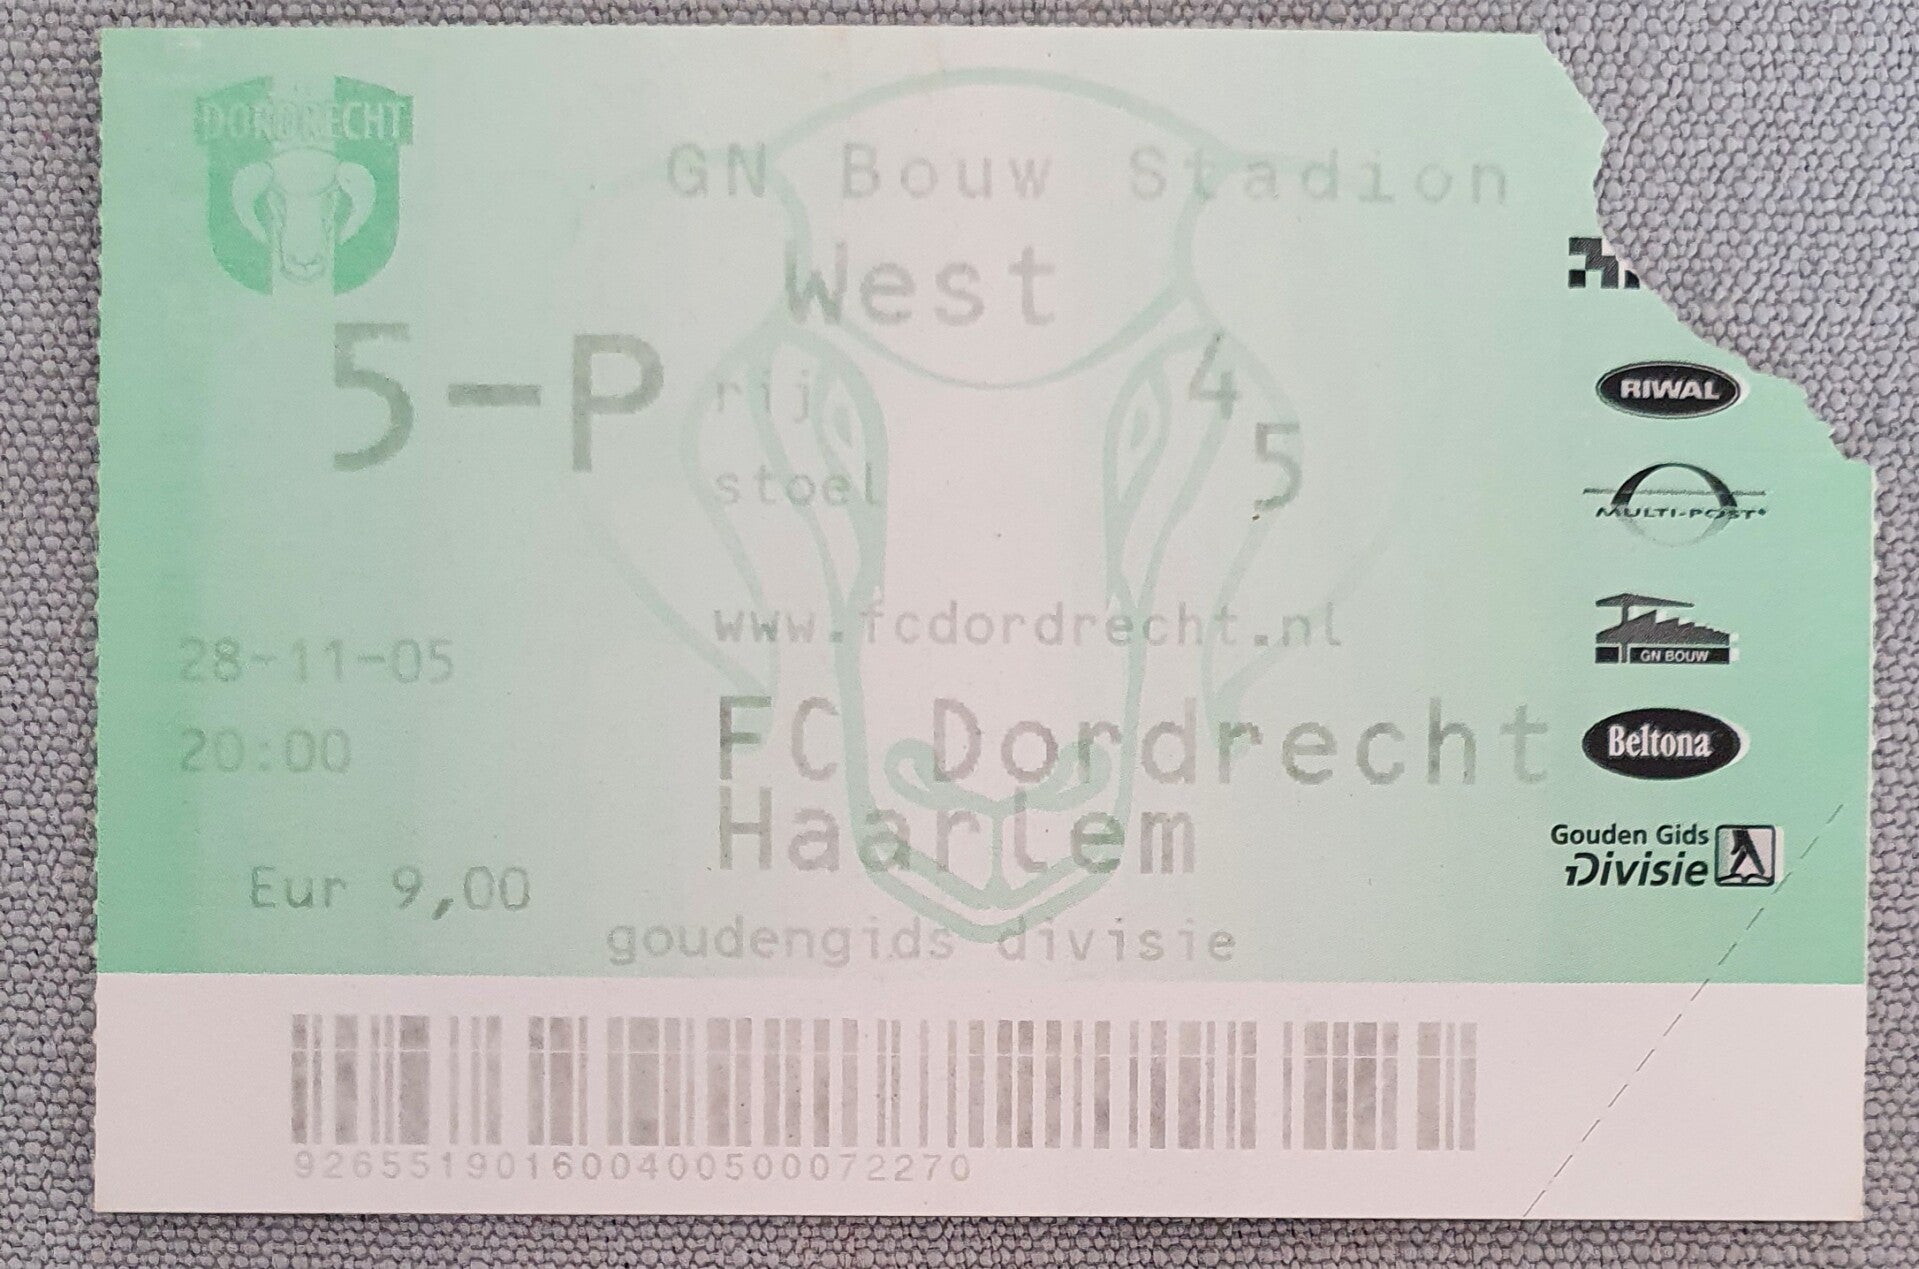 DORDRECHT
GN Bouw Stadion
West
5-P
rij 4
stoel 5
www.fcdordrecht.nl
28-11-05
20:00
FC Dordrecht
Haarlem
Eur 9,00
goudengids divisie
RIWAL
MULTI-POST
GN BOUW
Beltona
Gouden Gids
Divisie
926551901600400500072270